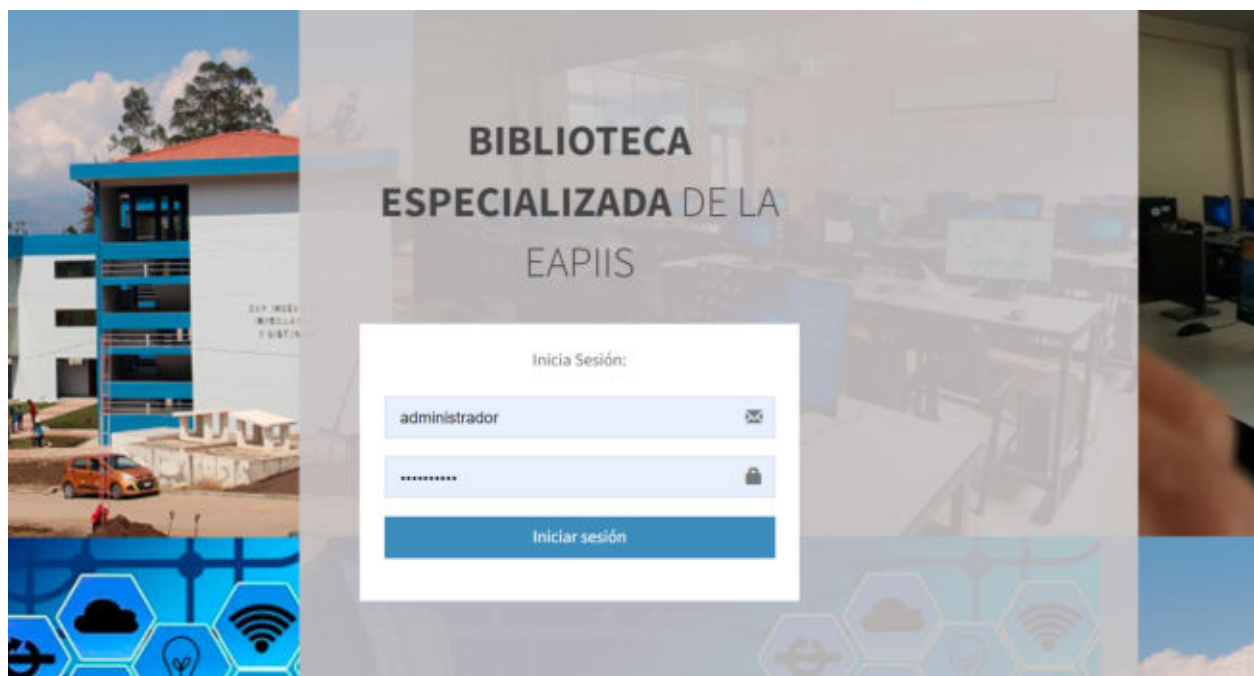 BIBLIOTECA
ESPECIALIZADA DE LA
EAPIIS
Inicia Sesión:
administrador
Iniciar sesión